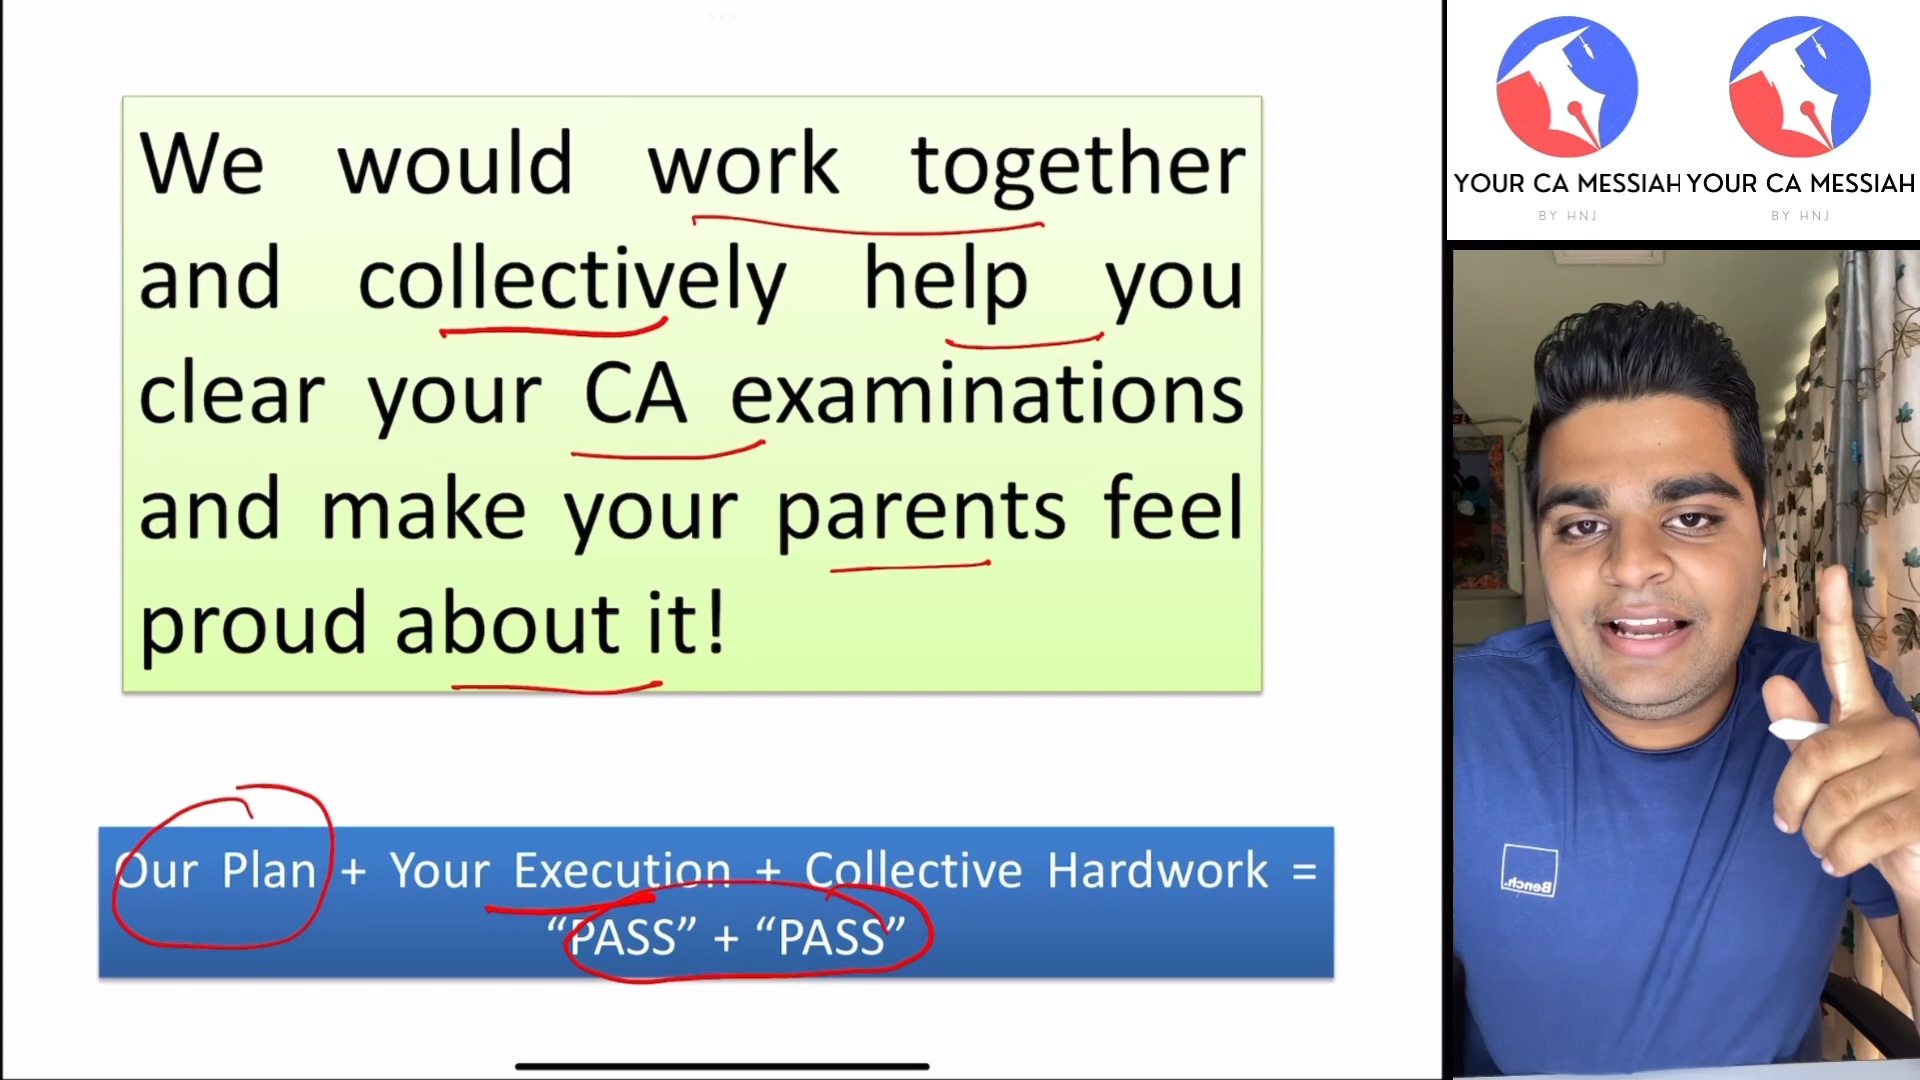 We would work together
and collectively help you
clear your CA examinations
and make your parents feel
proud about it!
Our Plan + Your Execution + Collective Hardwork =
“PASS” + “PASS”
YOUR CA MESSIAH
BY HNJ
YOUR CA MESSIAH
BY HNJ
Bench.